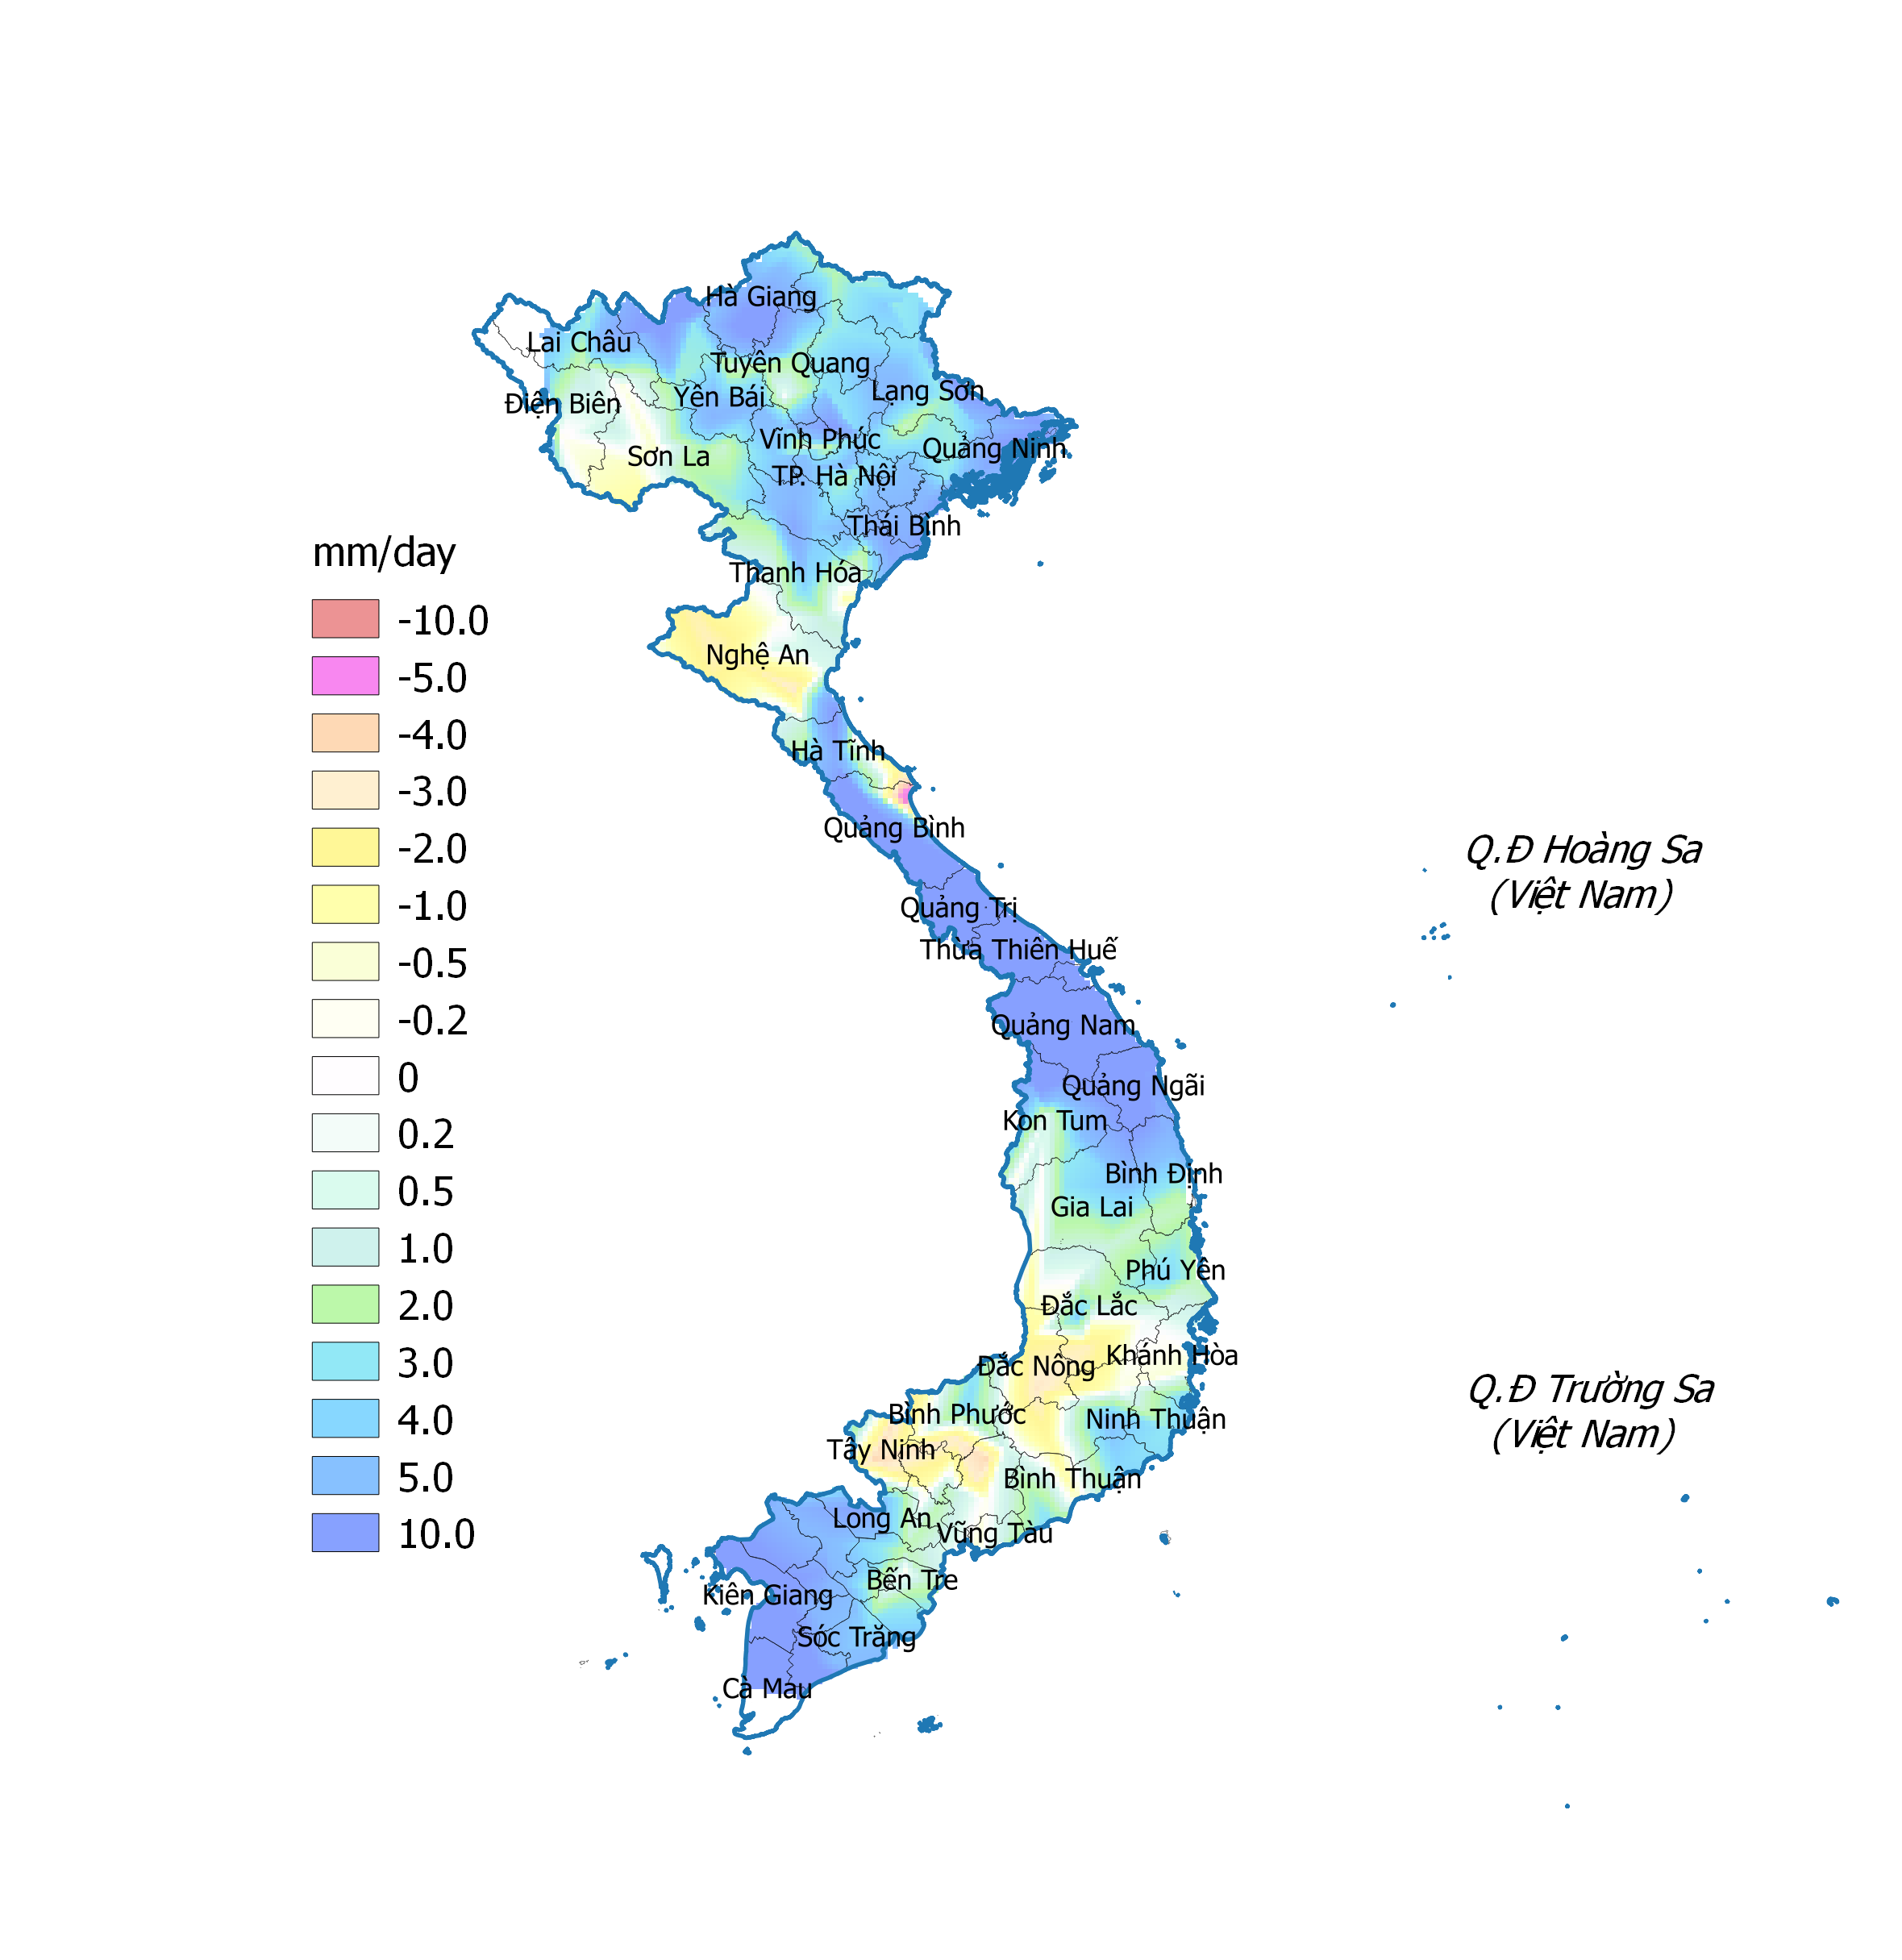 Hà Giang
Lai Châu
Tuyên Quang
Lạng Sơn
Yên Bái
Điện Biên
Vĩnh Phúc
Quảng Ninh
Sơn La
TP. Hà Nội
Thái Bình
Thanh Hóa
Nghệ An
Hà Tĩnh
Quảng Bình
Quảng Trị
Thừa Thiên Huế
Quảng Nam
Quảng Ngãi
Kon Tum
Bình Định
Gia Lai
Phú Yên
Đắc Lắc
Khánh Hòa
Đắc Nông
Bình Phước
Ninh Thuận
Tây Ninh
Bình Thuận
Long An
Vũng Tàu
Bến Tre
Kiên Giang
Sóc Trăng
Cà Mau
mm/day
-10.0
-5.0
-4.0
-3.0
-2.0
-1.0
-0.5
-0.2
0
0.2
0.5
1.0
2.0
3.0
4.0
5.0
10.0
Q.Đ Hoàng Sa
(Việt Nam)
Q.Đ Trường Sa
(Việt Nam)